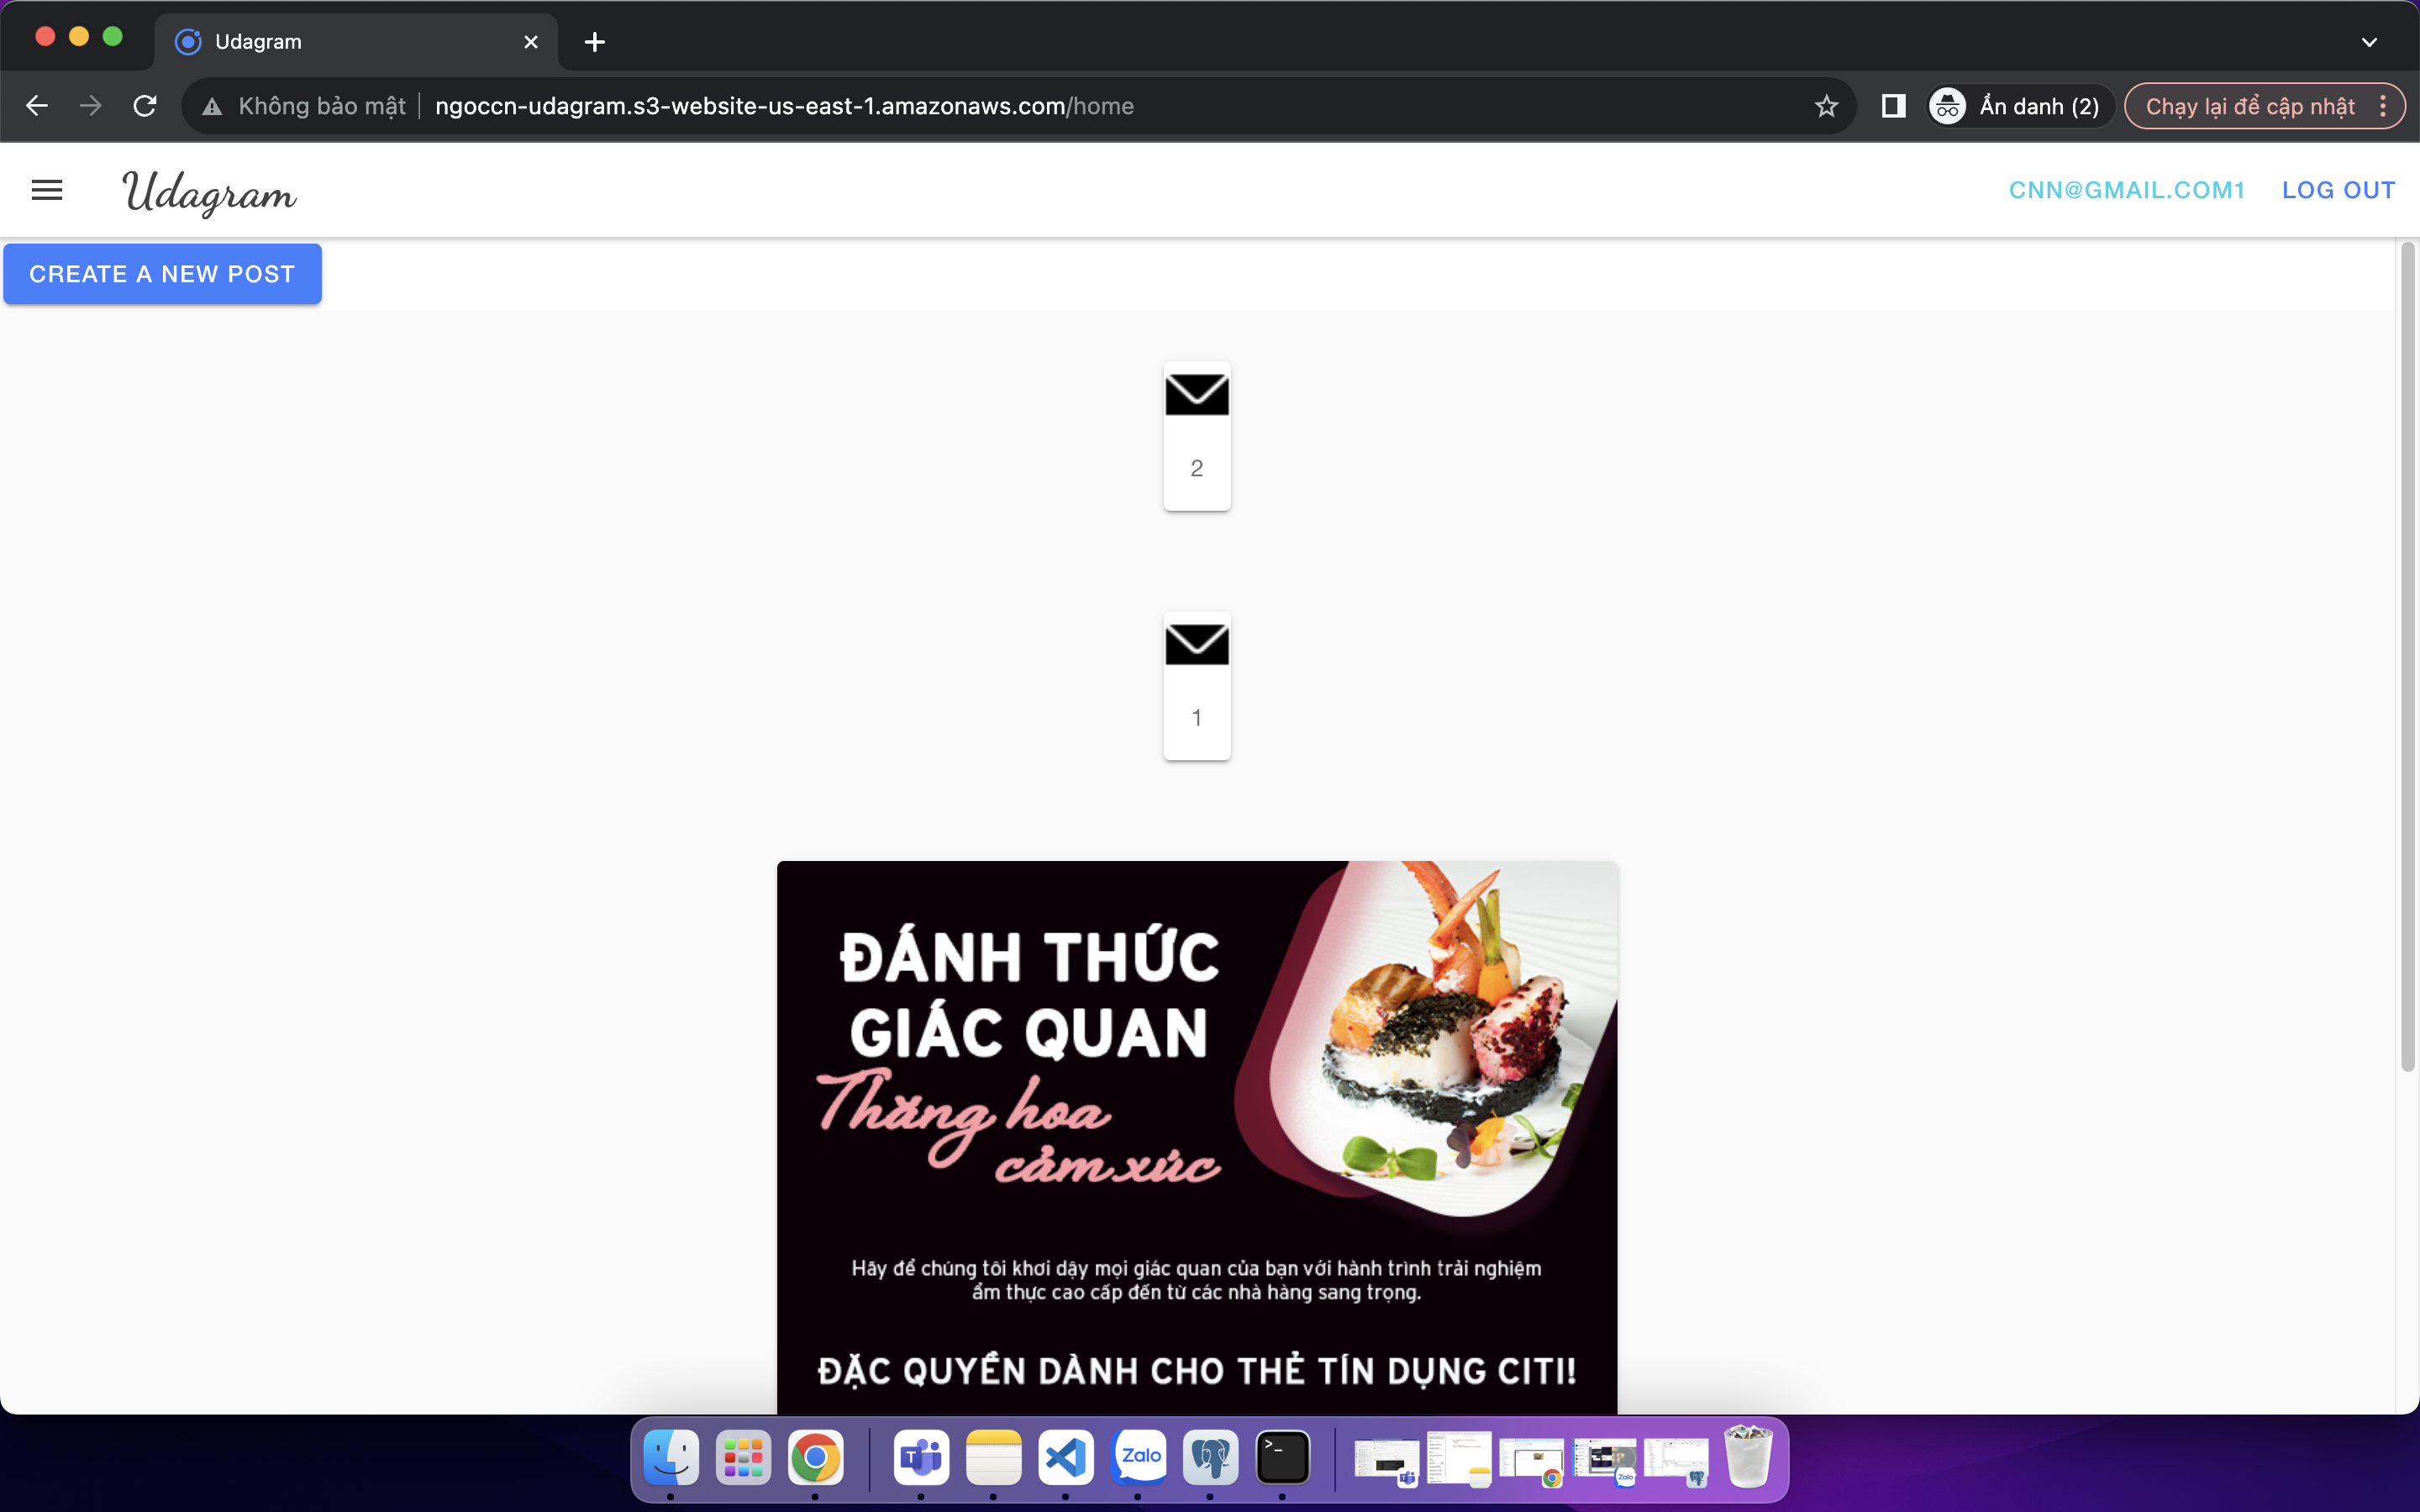 Udagram
Không bảo mật
ngoccn-udagram.s3-website-us-east-1.amazonaws.com/home
Ẩn danh (2)
Chạy lại để cập nhật
Udagram
CNN@GMAIL.COM1
LOG OUT
CREATE A NEW POST
2
1
ĐÁNH THỨC
GIÁC QUAN
Thăng hoa
cảm xúc
Hãy để chúng tôi khơi dậy mọi giác quan của bạn với hành trình trải nghiệm
ẩm thực cao cấp đến từ các nhà hàng sang trọng.
ĐẶC QUYỀN DÀNH CHO THẺ TÍN DỤNG CITI!
T
Zalo
>_